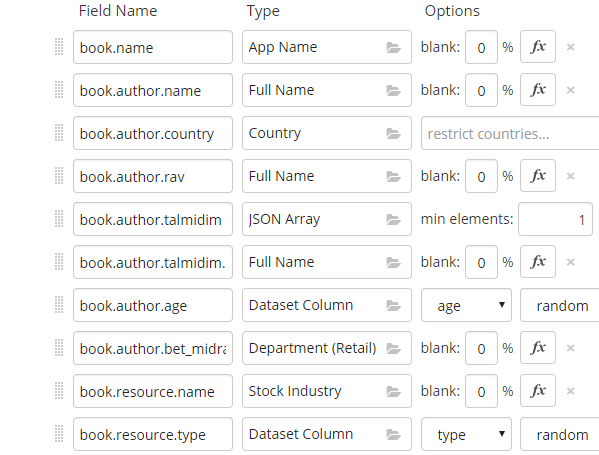 Field Name Type Options
book.name App Name blank: 0 % fx ×
book.author.name Full Name blank: 0 % fx ×
book.author.country Country restrict countries...
book.author.rav Full Name blank: 0 % fx ×
book.author.talmidim JSON Array min elements: 1
book.author.talmidim. Full Name blank: 0 % fx ×
book.author.age Dataset Column age random
book.author.bet_midra Department (Retail) blank: 0 % fx ×
book.resource.name Stock Industry blank: 0 % fx ×
book.resource.type Dataset Column type random